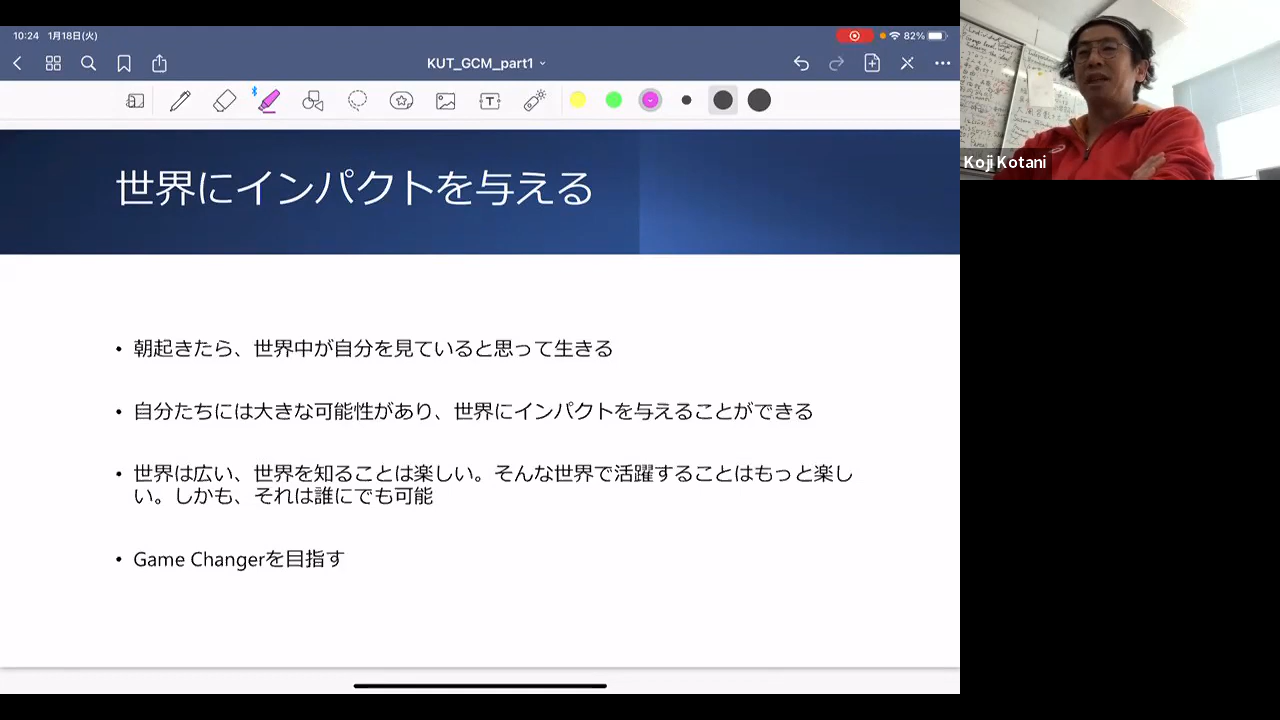 10:24 1月18日(火)
82%
KUT_GCM_part1
世界にインパクトを与える
• 朝起きたら、世界中が自分を見ていると思って生きる
• 自分たちには大きな可能性があり、世界にインパクトを与えることができる
• 世界は広い、世界を知ることは楽しい。そんな世界で活躍することはもっと楽し
い。しかも、それは誰にでも可能
• Game Changerを目指す
Koji Kotani